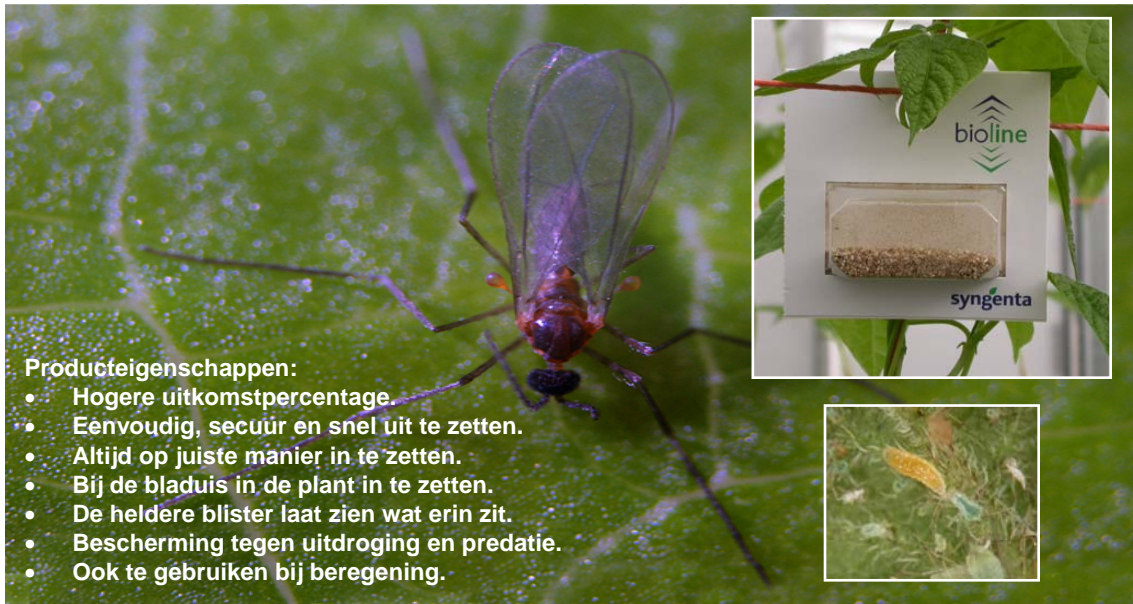 bioline
syngenta
Producteigenschappen:
• Hogere uitkomstpercentage.
• Eenvoudig, secuur en snel uit te zetten.
• Altijd op juiste manier in te zetten.
• Bij de bladuis in de plant in te zetten.
• De heldere blister laat zien wat erin zit.
• Bescherming tegen uitdroging en predatie.
• Ook te gebruiken bij beregening.